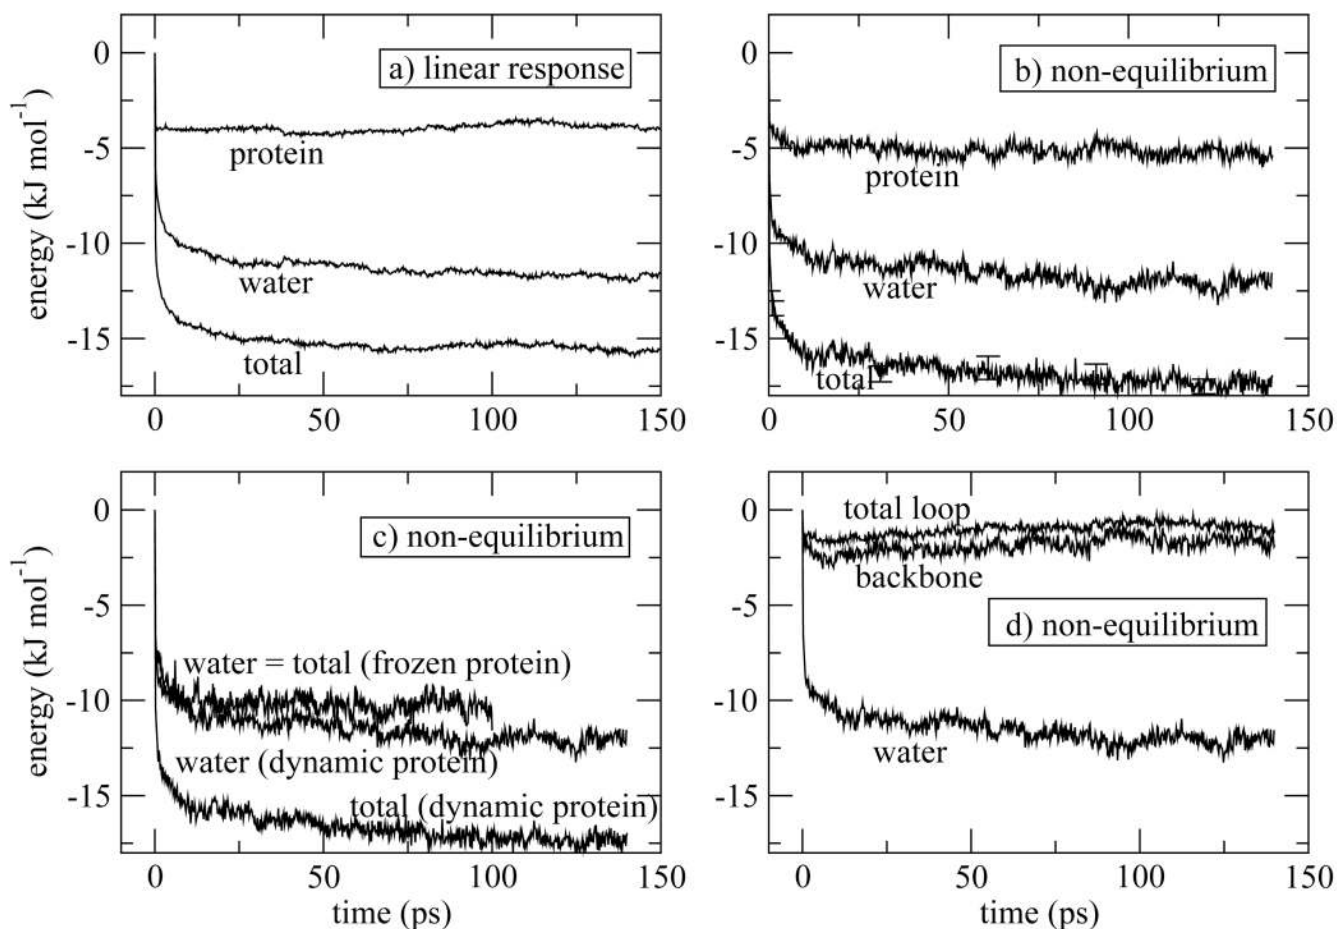 0
-5
-10
-15
energy (kJ mol⁻¹)
a) linear response
protein
water
total
0
50
100
150
0
-5
-10
-15
b) non-equilibrium
protein
water
total
0
50
100
150
0
-5
-10
-15
energy (kJ mol⁻¹)
c) non-equilibrium
water = total (frozen protein)
water (dynamic protein)
total (dynamic protein)
0
50
100
150
time (ps)
0
-5
-10
-15
total loop
backbone
d) non-equilibrium
water
0
50
100
150
time (ps)